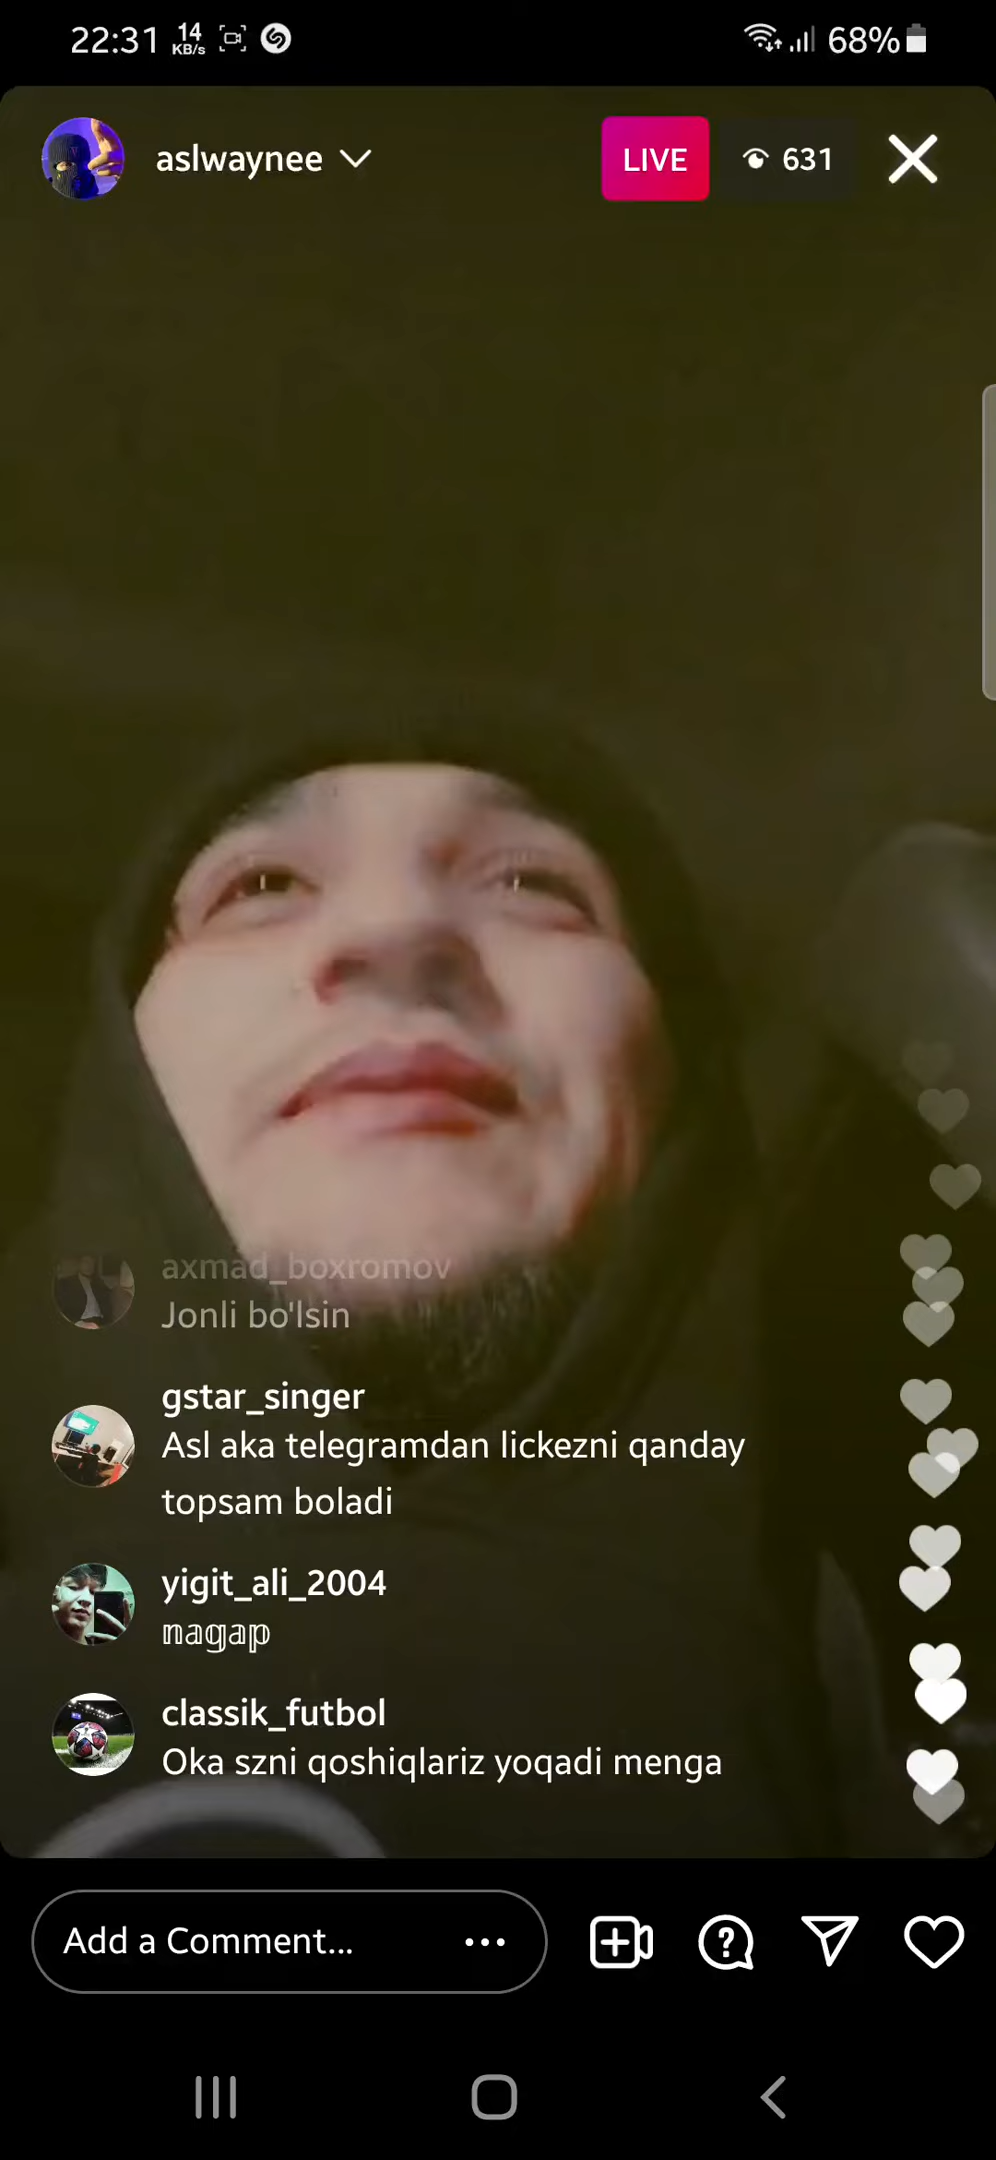 22:31 14 KB/s 68%
aslwaynee LIVE 631
axmad_boxromov
Jonli bo'lsin
gstar_singer
Asl aka telegramdan lickezni qanday
topsam boladi
yigit_ali_2004
𝕟𝕒𝕘𝕒𝕡
classik_futbol
Oka szni qoshiqlariz yoqadi menga
Add a Comment...